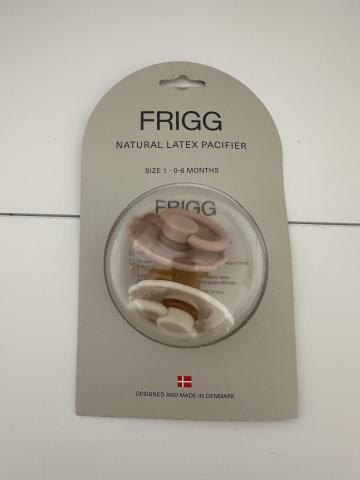 FRIGG
NATURAL LATEX PACIFIER
SIZE 1 - 0-6 MONTHS
FRIGG
DESIGNED AND MADE IN DENMARK